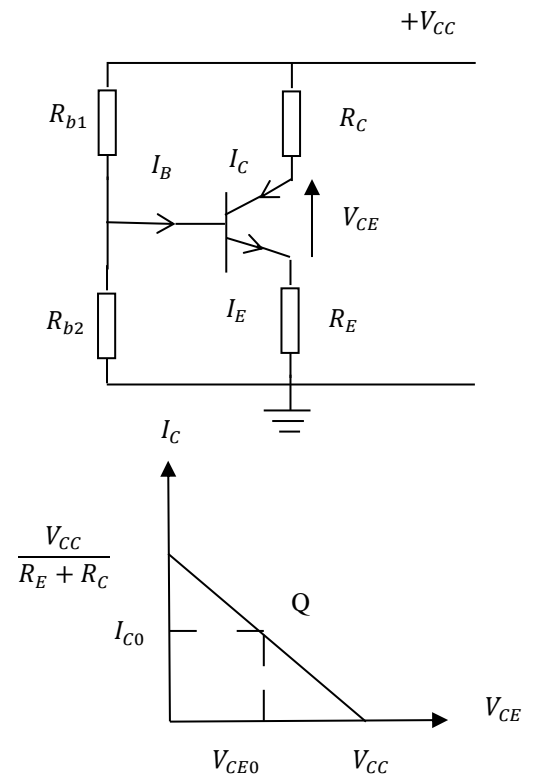 +V_CC
R_b1
R_C
I_B
I_C
V_CE
R_b2
I_E
R_E
I_C
V_CC
R_E + R_C
Q
I_C0
V_CE
V_CE0
V_CC